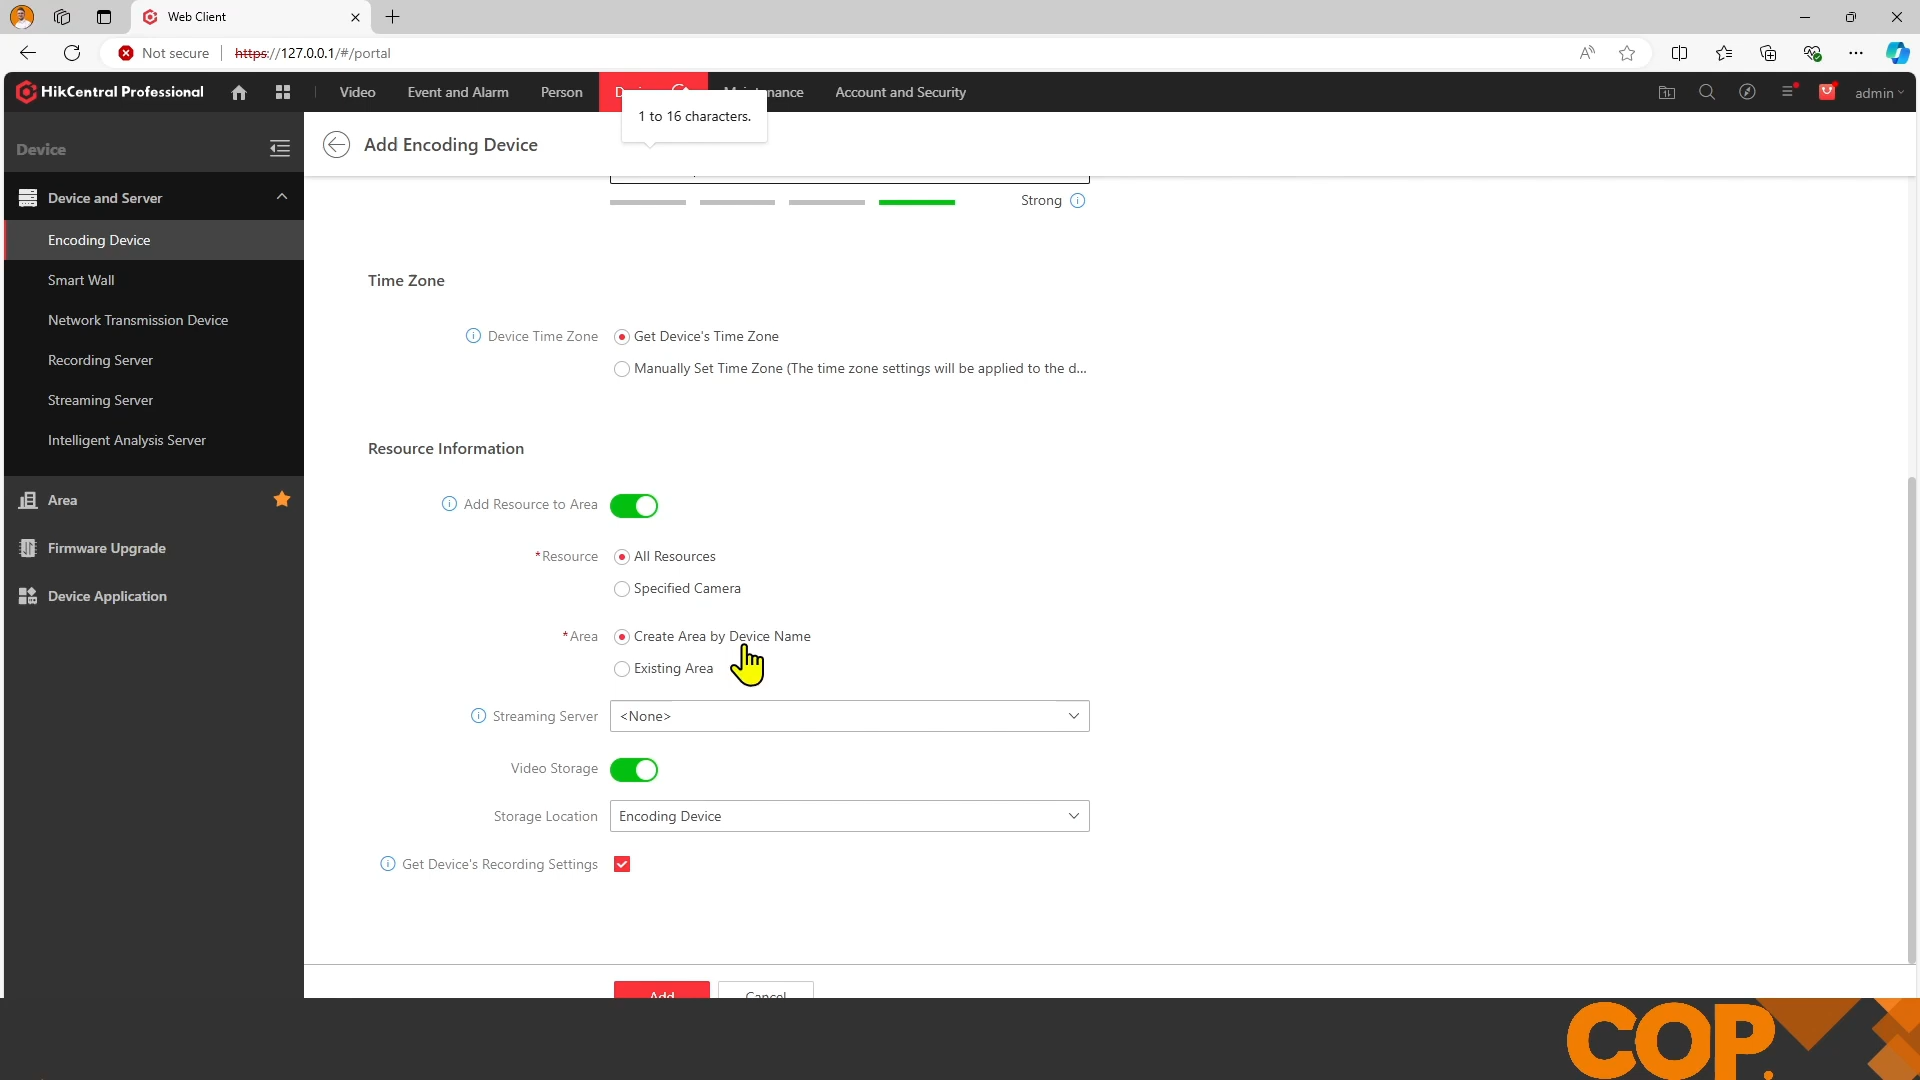 Web Client
Not secure
https://127.0.0.1/#/portal
HikCentral Professional
Video
Event and Alarm
Person
Account and Security
admin
1 to 16 characters.
Device
Add Encoding Device
Device and Server
Strong
Encoding Device
Smart Wall
Time Zone
Network Transmission Device
Device Time Zone
Get Device's Time Zone
Recording Server
Manually Set Time Zone (The time zone settings will be applied to the d...
Streaming Server
Intelligent Analysis Server
Resource Information
Area
Add Resource to Area
Firmware Upgrade
*Resource
All Resources
Specified Camera
Device Application
*Area
Create Area by Device Name
Existing Area
Streaming Server
<None>
Video Storage
Storage Location
Encoding Device
Get Device's Recording Settings
Add
Cancel
COP.